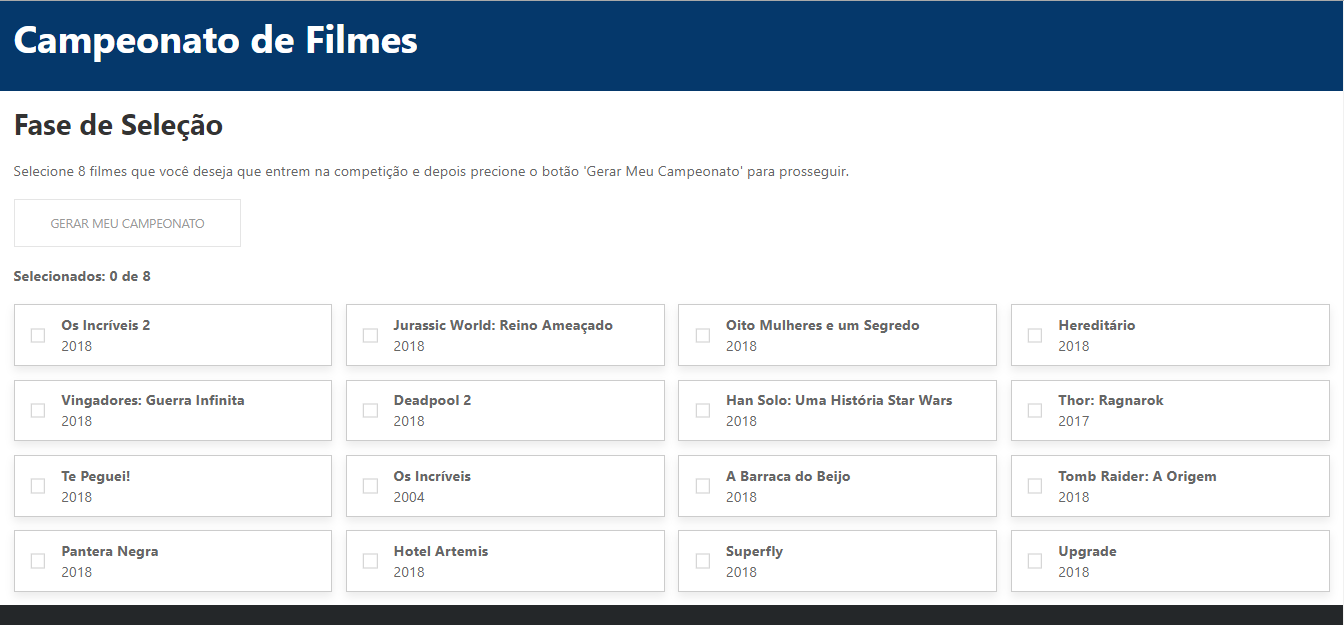 Campeonato de Filmes
Fase de Seleção
Selecione 8 filmes que você deseja que entrem na competição e depois precione o botão 'Gerar Meu Campeonato' para prosseguir.
GERAR MEU CAMPEONATO
Selecionados: 0 de 8
Os Incríveis 2
2018
Jurassic World: Reino Ameaçado
2018
Oito Mulheres e um Segredo
2018
Hereditário
2018
Vingadores: Guerra Infinita
2018
Deadpool 2
2018
Han Solo: Uma História Star Wars
2018
Thor: Ragnarok
2017
Te Peguei!
2018
Os Incríveis
2004
A Barraca do Beijo
2018
Tomb Raider: A Origem
2018
Pantera Negra
2018
Hotel Artemis
2018
Superfly
2018
Upgrade
2018